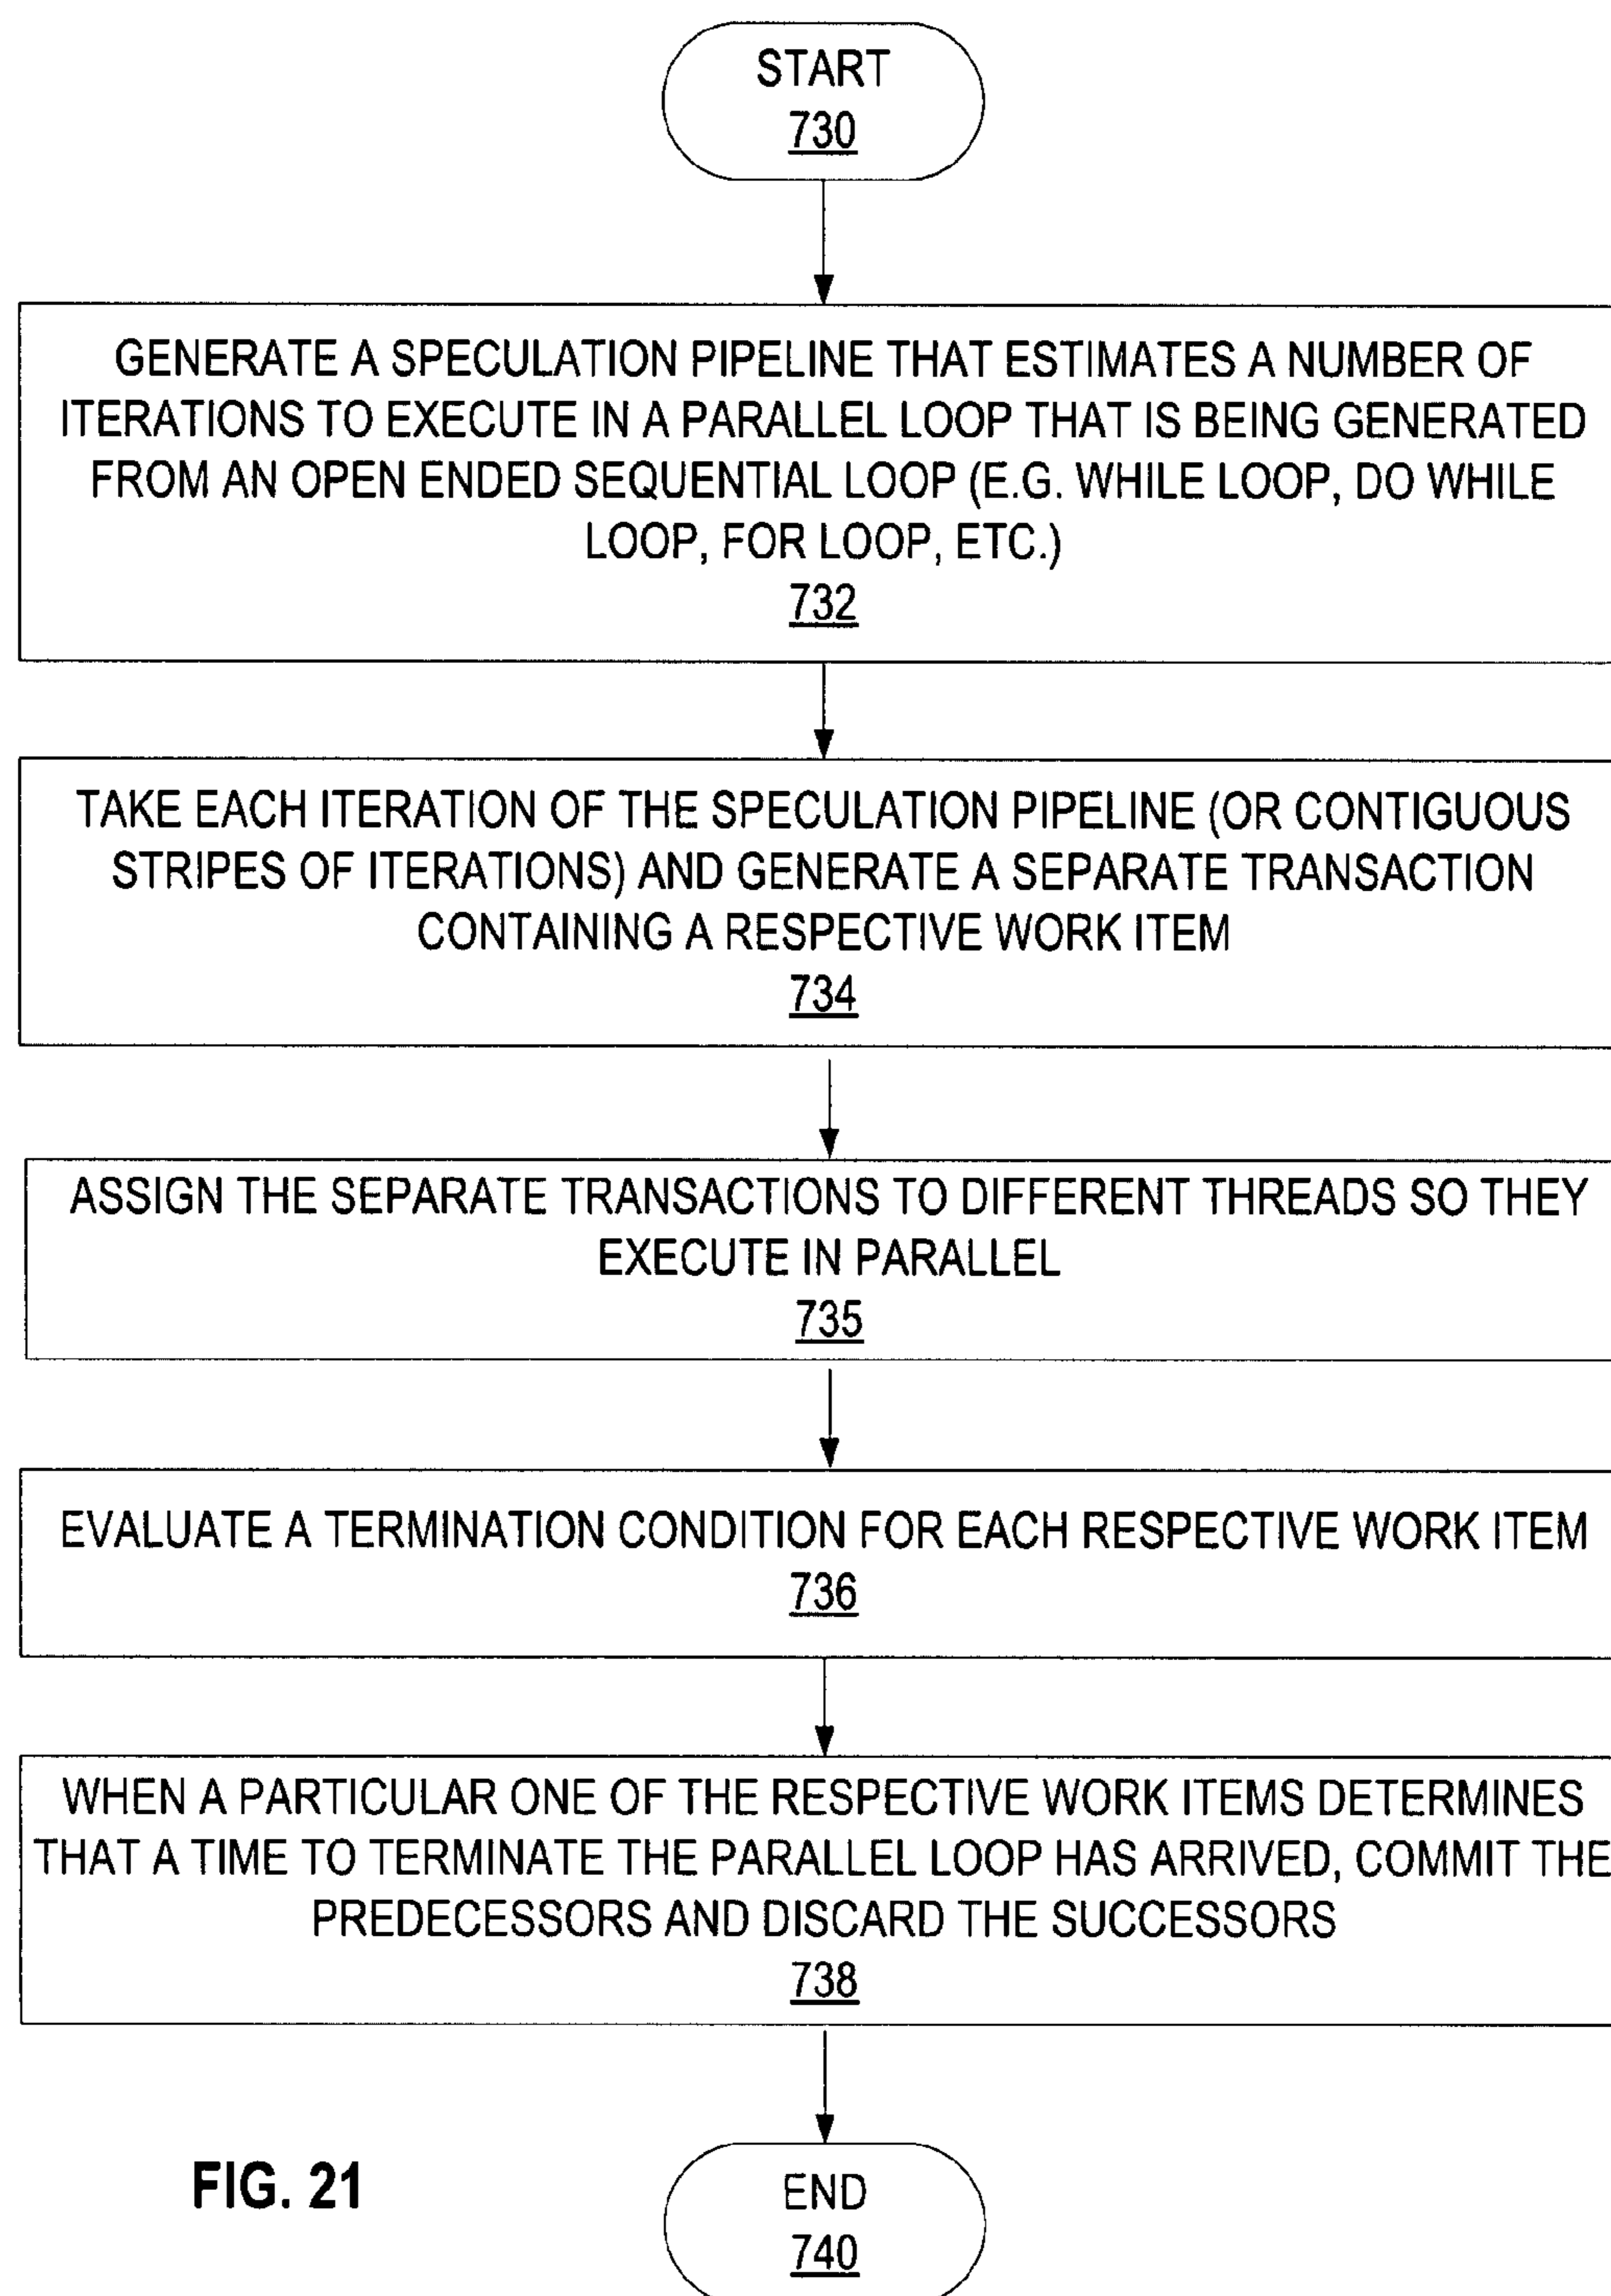 START
730
GENERATE A SPECULATION PIPELINE THAT ESTIMATES A NUMBER OF
ITERATIONS TO EXECUTE IN A PARALLEL LOOP THAT IS BEING GENERATED
FROM AN OPEN ENDED SEQUENTIAL LOOP (E.G. WHILE LOOP, DO WHILE
LOOP, FOR LOOP, ETC.)
732
TAKE EACH ITERATION OF THE SPECULATION PIPELINE (OR CONTIGUOUS
STRIPES OF ITERATIONS) AND GENERATE A SEPARATE TRANSACTION
CONTAINING A RESPECTIVE WORK ITEM
734
ASSIGN THE SEPARATE TRANSACTIONS TO DIFFERENT THREADS SO THEY
EXECUTE IN PARALLEL
735
EVALUATE A TERMINATION CONDITION FOR EACH RESPECTIVE WORK ITEM
736
WHEN A PARTICULAR ONE OF THE RESPECTIVE WORK ITEMS DETERMINES
THAT A TIME TO TERMINATE THE PARALLEL LOOP HAS ARRIVED, COMMIT THE
PREDECESSORS AND DISCARD THE SUCCESSORS
738
FIG. 21
END
740